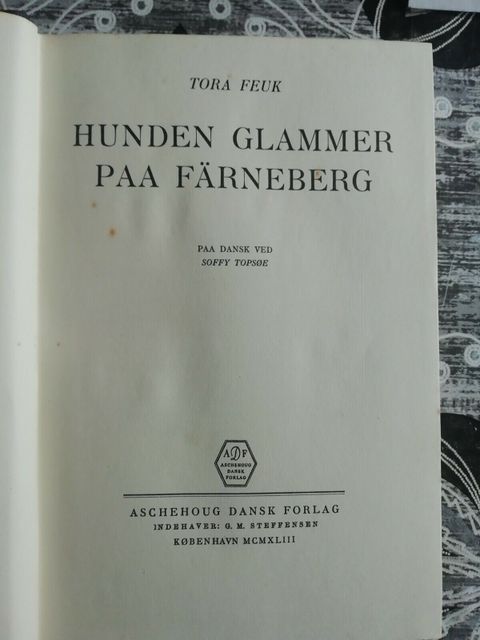 TORA FEUK
HUNDEN GLAMMER
PAA FÄRNEBERG
PAA DANSK VED
SOFFY TOPSØE
ADF
ASCHEHOUG
DANSK
FORLAG
ASCHEHOUG DANSK FORLAG
INDEHAVER: G. M. STEFFENSEN
KØBENHAVN MCMXLIII